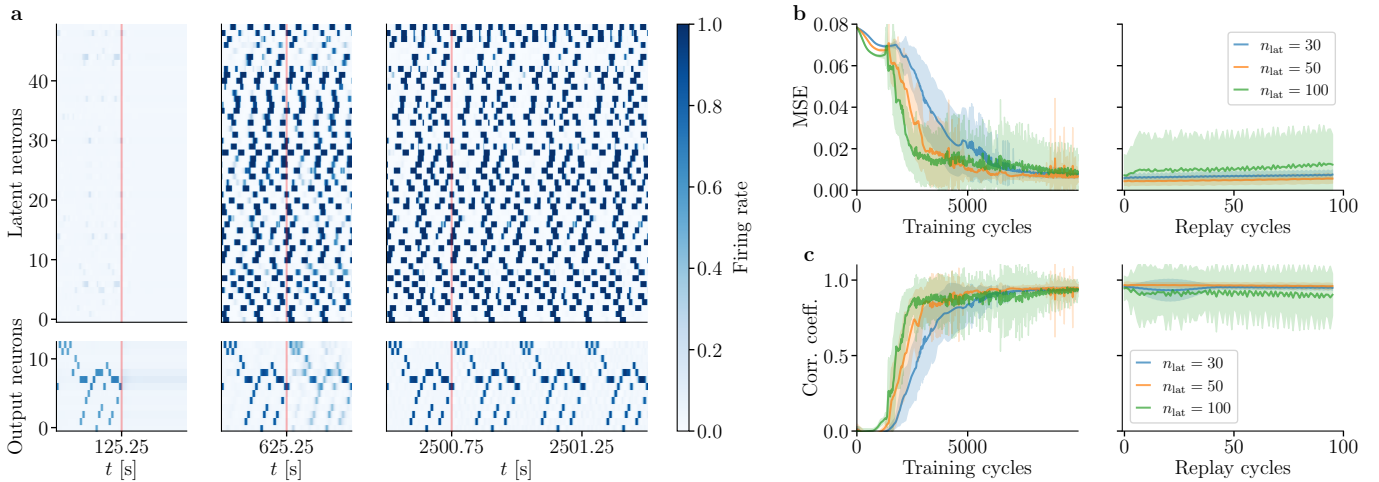 a
Latent neurons
40
30
20
10
0
Output neurons
10
0
125.25
t [s]
625.25
t [s]
2500.75
2501.25
t [s]
1.0
0.8
0.6
0.4
0.2
0.0
Firing rate
b
MSE
0.08
0.06
0.04
0.02
0.00
0
5000
Training cycles
n_lat = 30
n_lat = 50
n_lat = 100
0
50
100
Replay cycles
c
Corr. coeff.
1.0
0.5
0.0
0
5000
Training cycles
n_lat = 30
n_lat = 50
n_lat = 100
0
50
100
Replay cycles